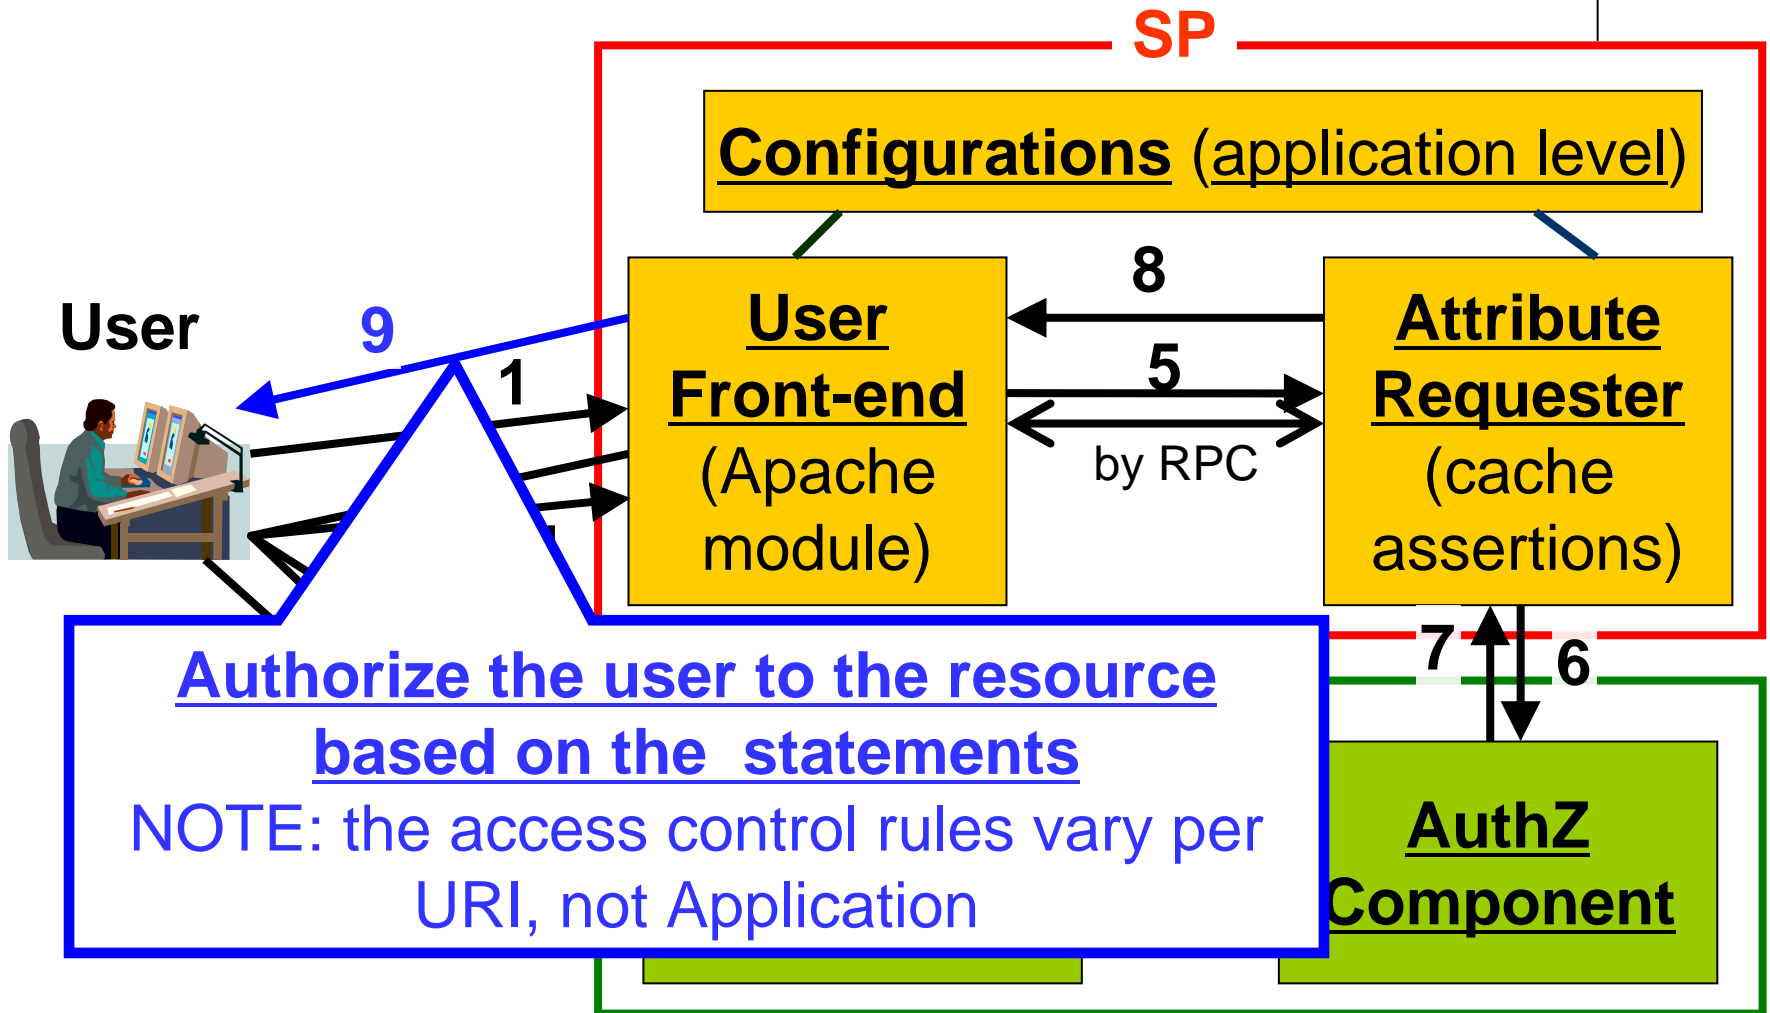 SP
Configurations (application level)
User
9
1
8
5
by RPC
User
Front-end
(Apache
module)
Attribute
Requester
(cache
assertions)
7
6
Authorize the user to the resource
based on the  statements
NOTE: the access control rules vary per
URI, not Application
AuthZ
Component